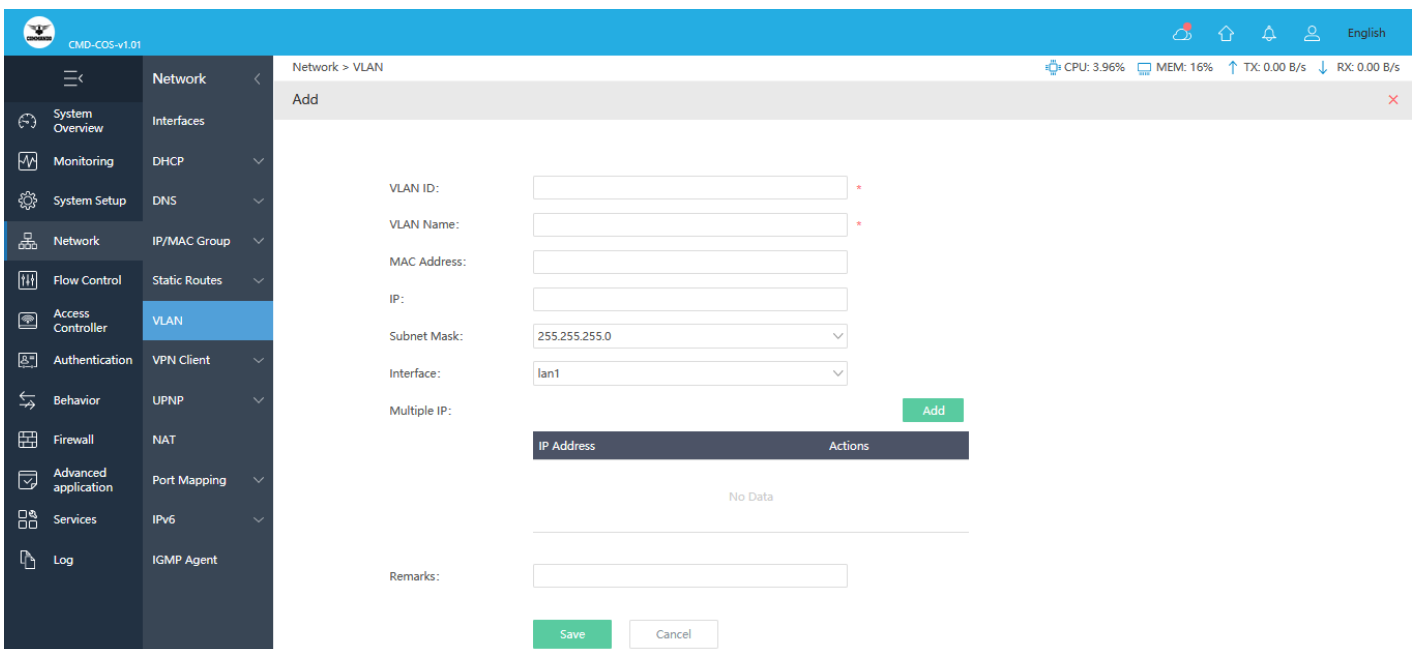 CMD-COS-v1.01
English
Network > VLAN
CPU: 3.96%
MEM: 16%
TX: 0.00 B/s
RX: 0.00 B/s
System Overview
Monitoring
System Setup
Network
Flow Control
Access Controller
Authentication
Behavior
Firewall
Advanced application
Services
Log
Network
Interfaces
DHCP
DNS
IP/MAC Group
Static Routes
VLAN
VPN Client
UPNP
NAT
Port Mapping
IPv6
IGMP Agent
Add
VLAN ID: *
VLAN Name: *
MAC Address:
IP:
Subnet Mask: 255.255.255.0
Interface: lan1
Multiple IP: Add
IP Address Actions
No Data
Remarks:
Save Cancel